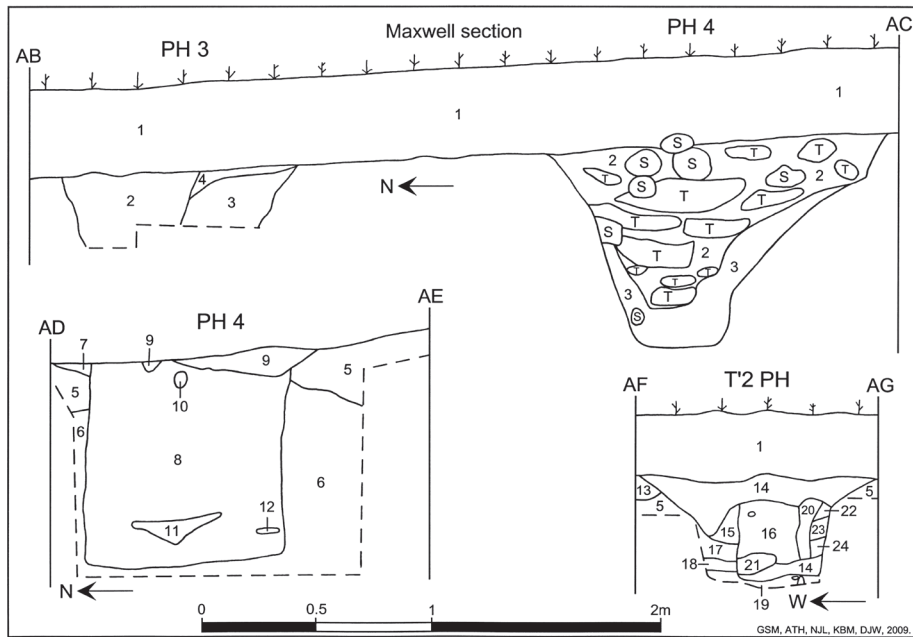 Maxwell section
AB PH 3 PH 4 AC
1 1 1
2 4 3
N
S S S S S S S
T T T T T T T T T T T T T
2 2 2 3 3
AD PH 4 AE
7 9 9
5 10 5
6 8 6
11 12
N
AF T'2 PH AG
1
13 14 5
5 20 22
15 16 23
17 24
18 21 14
19 W
0 0.5 1 2m
GSM, ATH, NJL, KBM, DJW, 2009.